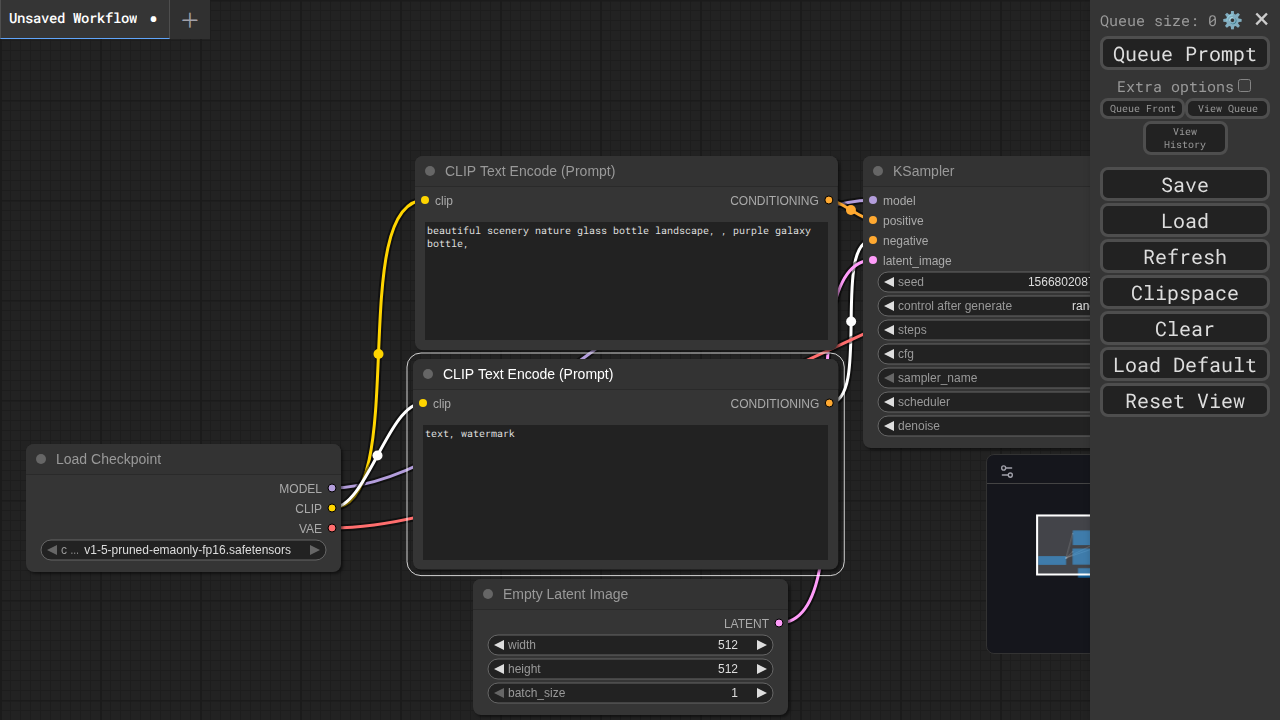 Unsaved Workflow
Queue size: 0
Queue Prompt
Extra options
Queue Front
View Queue
View
History
Save
Load
Refresh
Clipspace
Clear
Load Default
Reset View
CLIP Text Encode (Prompt)
clip
CONDITIONING
beautiful scenery nature glass bottle landscape, , purple galaxy
bottle,
KSampler
model
positive
negative
latent_image
seed
156680208
control after generate
ran
steps
cfg
sampler_name
scheduler
denoise
CLIP Text Encode (Prompt)
clip
CONDITIONING
text, watermark
Load Checkpoint
MODEL
CLIP
VAE
c ... v1-5-pruned-emaonly-fp16.safetensors
Empty Latent Image
LATENT
width 512
height 512
batch_size 1